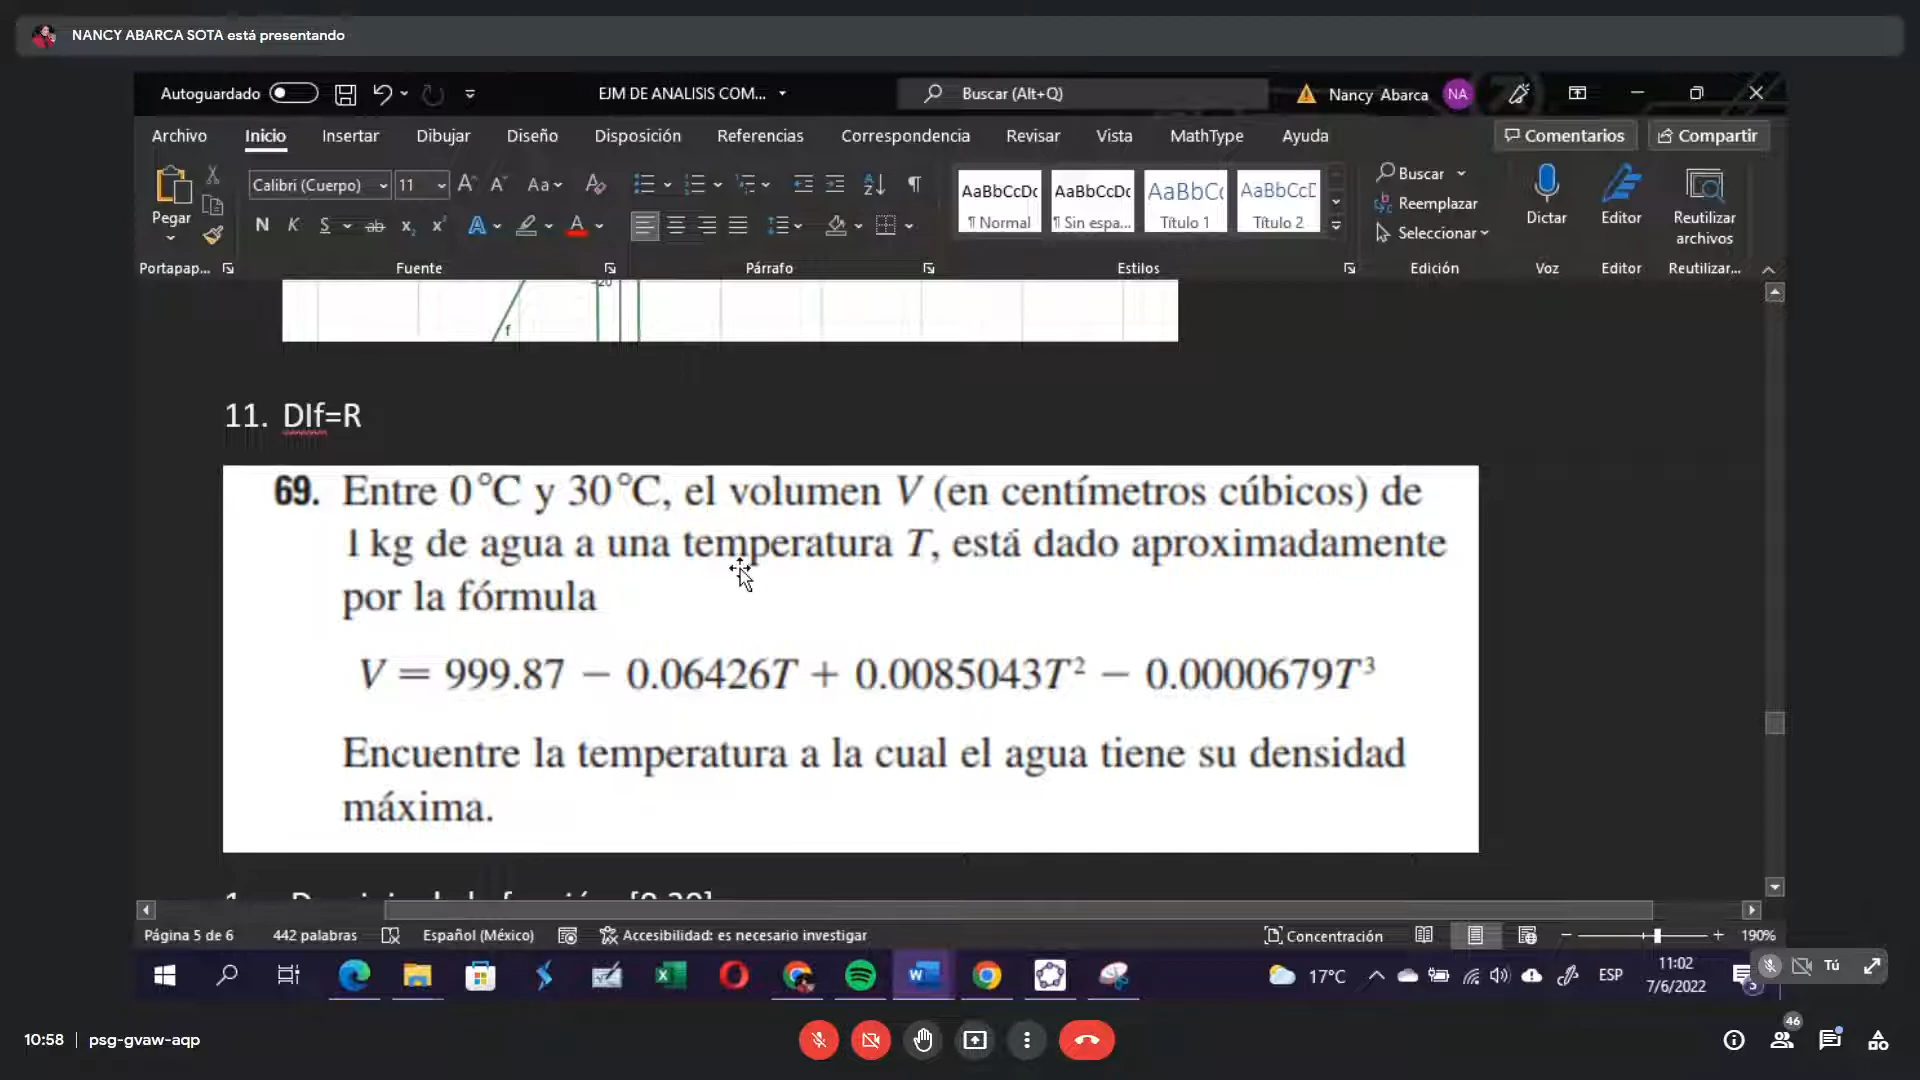 NANCY ABARCA SOTA está presentando
Autoguardado
EJM DE ANALISIS COM...
Buscar (Alt+Q)
Nancy Abarca
NA
Archivo
Inicio
Insertar
Dibujar
Diseño
Disposición
Referencias
Correspondencia
Revisar
Vista
MathType
Ayuda
Comentarios
Compartir
Pegar
Calibri (Cuerpo)
11
Aa
N K S ab x₂ x²
AaBbCcDc
¶ Normal
AaBbCcDc
¶ Sin espa...
AaBbCc
Título 1
AaBbCcD
Título 2
Buscar
Reemplazar
Seleccionar
Dictar
Editor
Reutilizar
archivos
Portapap...
Fuente
Párrafo
Estilos
Edición
Voz
Editor
Reutilizar...
-20
f
11. DIf=R
69. Entre 0 °C y 30 °C, el volumen V (en centímetros cúbicos) de
1 kg de agua a una temperatura T, está dado aproximadamente
por la fórmula
V = 999.87 − 0.06426T + 0.0085043T² − 0.0000679T³
Encuentre la temperatura a la cual el agua tiene su densidad
máxima.
Página 5 de 6
442 palabras
Español (México)
Accesibilidad: es necesario investigar
Concentración
190%
17°C
ESP
11:02
7/6/2022
Tú
10:58
psg-gvaw-aqp
46